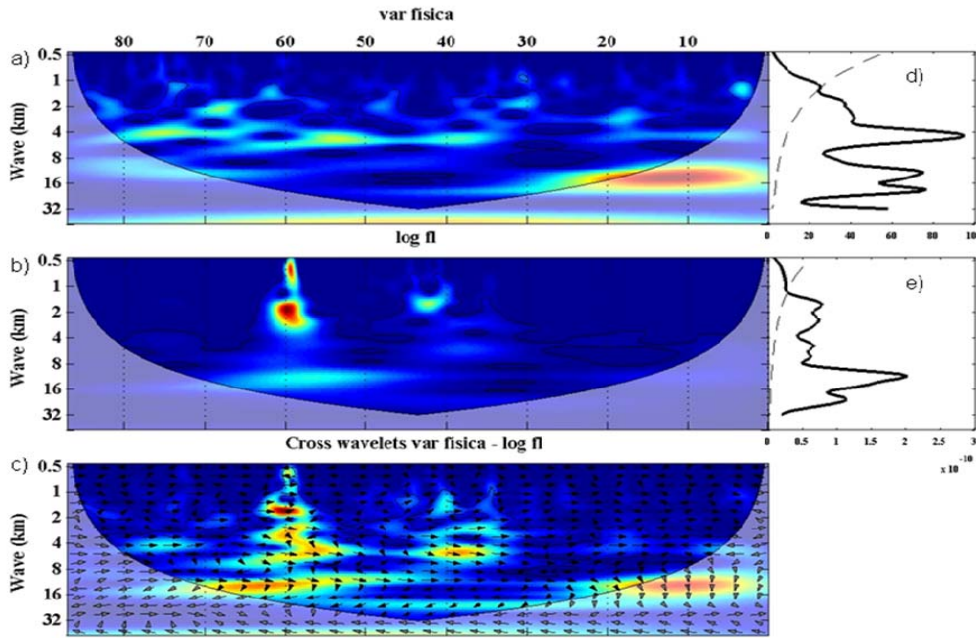 var física
80 70 60 50 40 30 20 10
a)
Wave (km)
0.5
1
2
4
8
16
32
d)
0 20 40 60 80 100
log fl
b)
Wave (km)
0.5
1
2
4
8
16
32
e)
0 0.5 1 1.5 2 2.5 3
x 10 -10
Cross wavelets var física - log fl
c)
Wave (km)
0.5
1
2
4
8
16
32